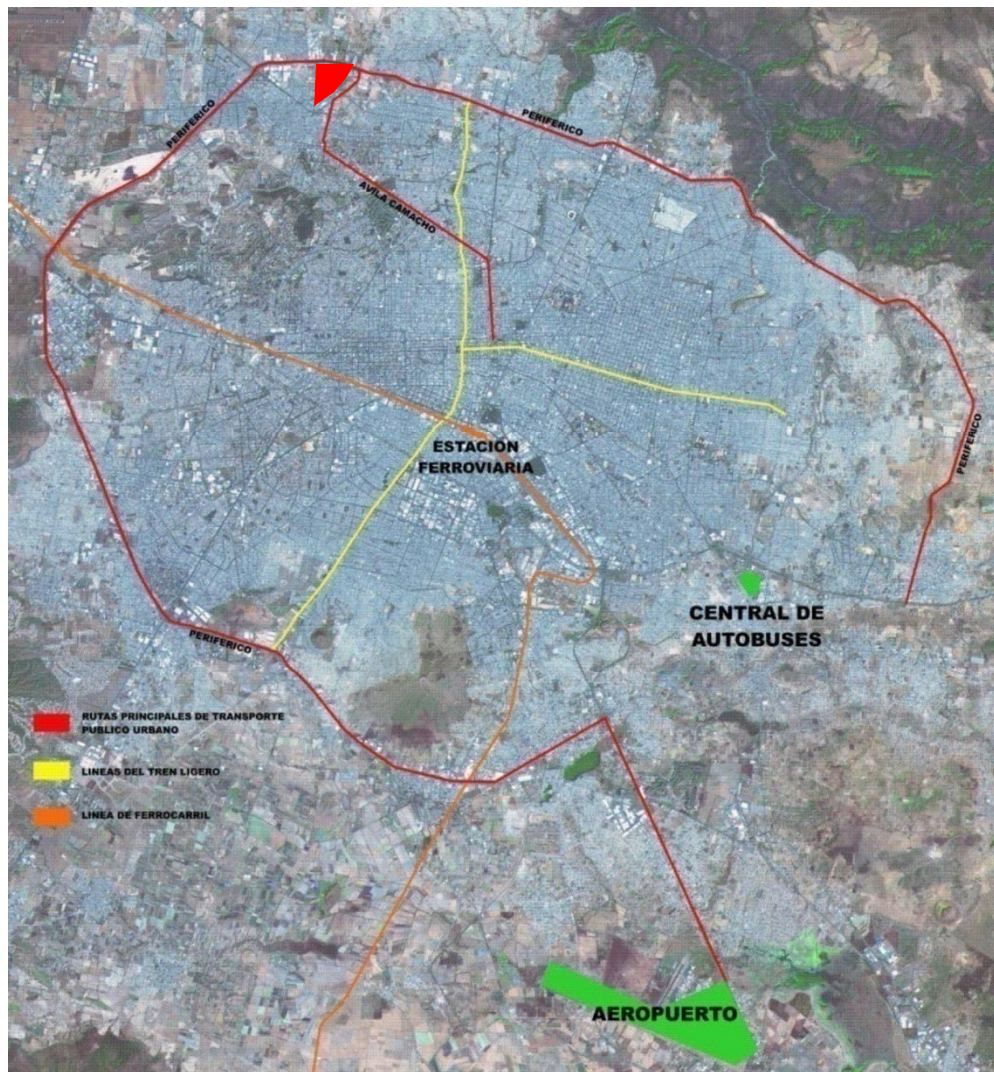 PERIFERICO
PERIFERICO
AVILA CAMACHO
PERIFERICO
ESTACION
FERROVIARIA
CENTRAL DE
AUTOBUSES
PERIFERICO
RUTAS PRINCIPALES DE TRANSPORTE
PUBLICO URBANO
LINEAS DEL TREN LIGERO
LINEA DE FERROCARRIL
AEROPUERTO